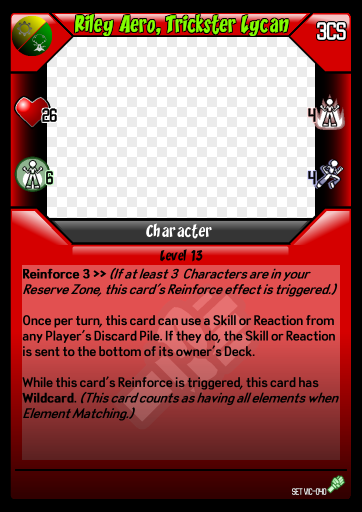 Riley Aero, Trickster Lycan
3CS
26
4
6
4
Character
Level 13
Reinforce 3 >> (If at least 3 Characters are in your
Reserve Zone, this card's Reinforce effect is triggered.)
Once per turn, this card can use a Skill or Reaction from
any Player's Discard Pile. If they do, the Skill or Reaction
is sent to the bottom of its owner's Deck.
While this card's Reinforce is triggered, this card has
Wildcard. (This card counts as having all elements when
Element Matching.)
SET VIC-040